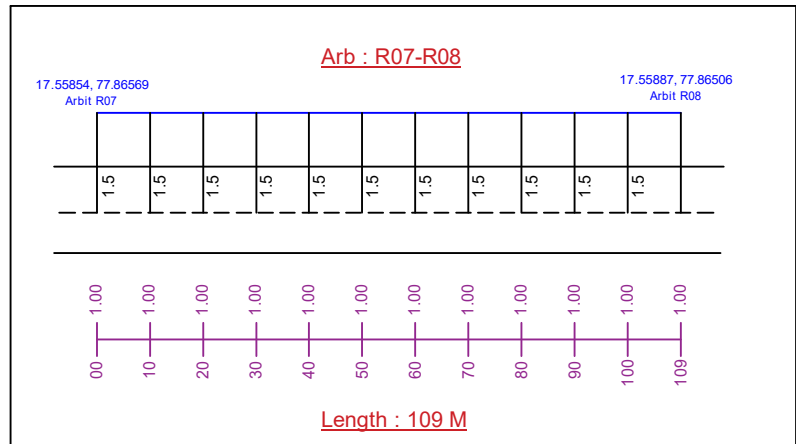 Arb : R07-R08
17.55854, 77.86569
Arbit R07
17.55887, 77.86506
Arbit R08
1.5 1.5 1.5 1.5 1.5 1.5 1.5 1.5 1.5 1.5 1.5
1.00 1.00 1.00 1.00 1.00 1.00 1.00 1.00 1.00 1.00 1.00 1.00
00 10 20 30 40 50 60 70 80 90 100 109
Length : 109 M